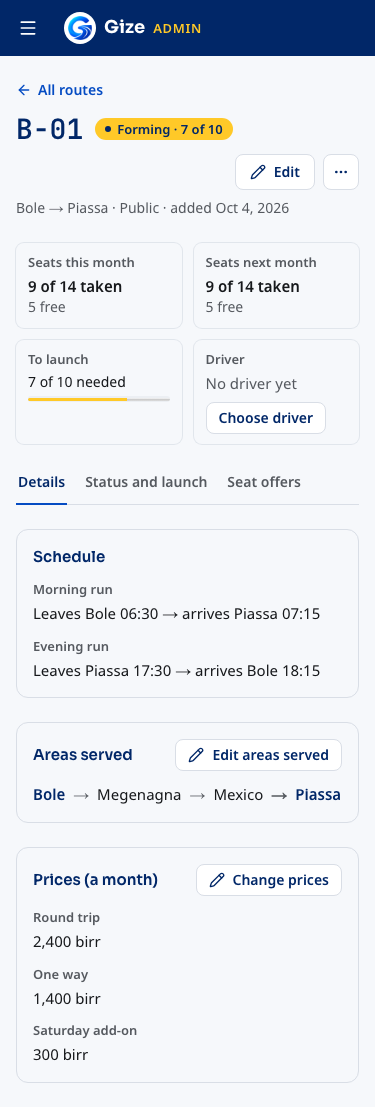 Gize ADMIN
← All routes
B-01 Forming · 7 of 10
Edit ···
Bole → Piassa · Public · added Oct 4, 2026
Seats this month
9 of 14 taken
5 free
Seats next month
9 of 14 taken
5 free
To launch
7 of 10 needed
Driver
No driver yet
Choose driver
Details Status and launch Seat offers
Schedule
Morning run
Leaves Bole 06:30 → arrives Piassa 07:15
Evening run
Leaves Piassa 17:30 → arrives Bole 18:15
Areas served Edit areas served
Bole → Megenagna → Mexico → Piassa
Prices (a month) Change prices
Round trip
2,400 birr
One way
1,400 birr
Saturday add-on
300 birr